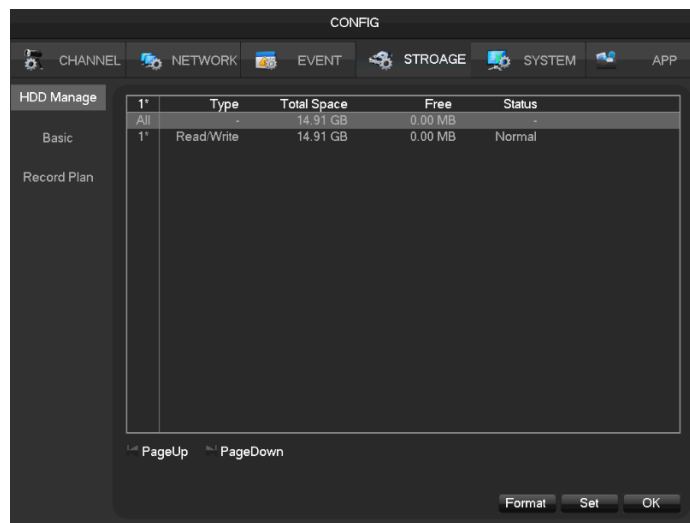 CONFIG
CHANNEL NETWORK EVENT STROAGE SYSTEM APP
HDD Manage
Basic
Record Plan
1* Type Total Space Free Status
All - 14.91 GB 0.00 MB -
1* Read/Write 14.91 GB 0.00 MB Normal
PageUp PageDown
Format Set OK